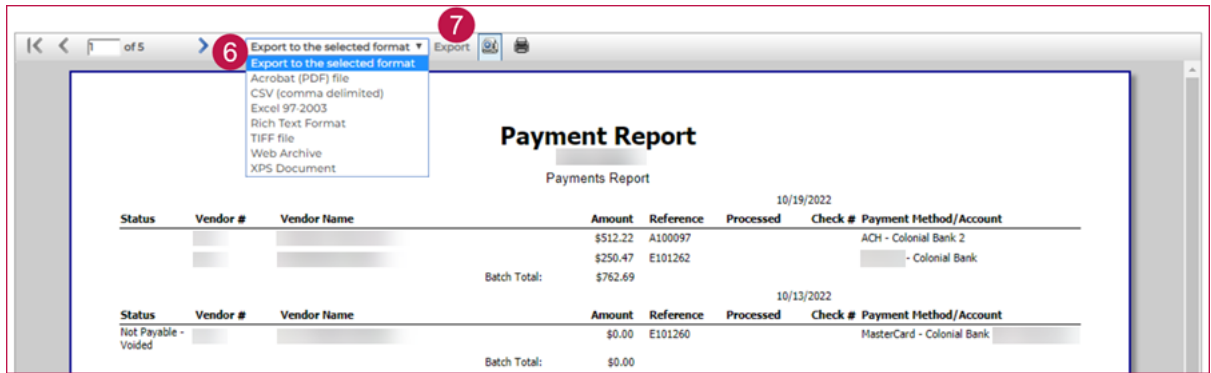 7
1 of 5 6 Export to the selected format Export
Export to the selected format
Acrobat (PDF) file
CSV (comma delimited)
Excel 97-2003
Rich Text Format
TIFF file
Web Archive
XPS Document
Payment Report
Payments Report
10/19/2022
Status Vendor # Vendor Name Amount Reference Processed Check # Payment Method/Account
$512.22 A100097 ACH - Colonial Bank 2
$250.47 E101262 - Colonial Bank
Batch Total: $762.69
10/13/2022
Status Vendor # Vendor Name Amount Reference Processed Check # Payment Method/Account
Not Payable - $0.00 E101260 MasterCard - Colonial Bank
Voided
Batch Total: $0.00